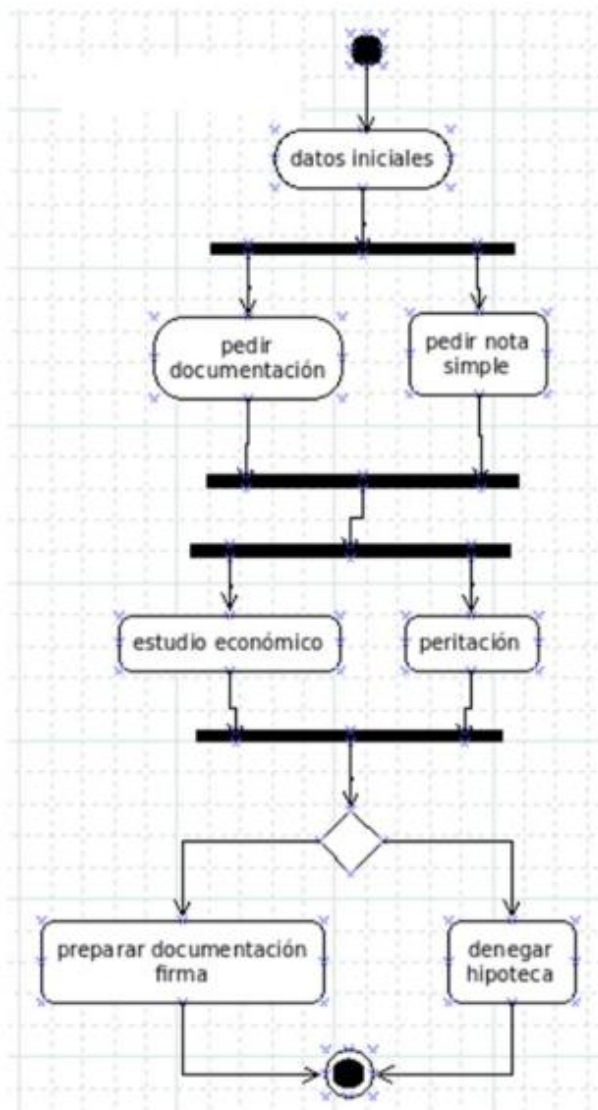 datos iniciales
pedir
documentación
pedir nota
simple
estudio económico
peritación
preparar documentación
firma
denegar
hipoteca